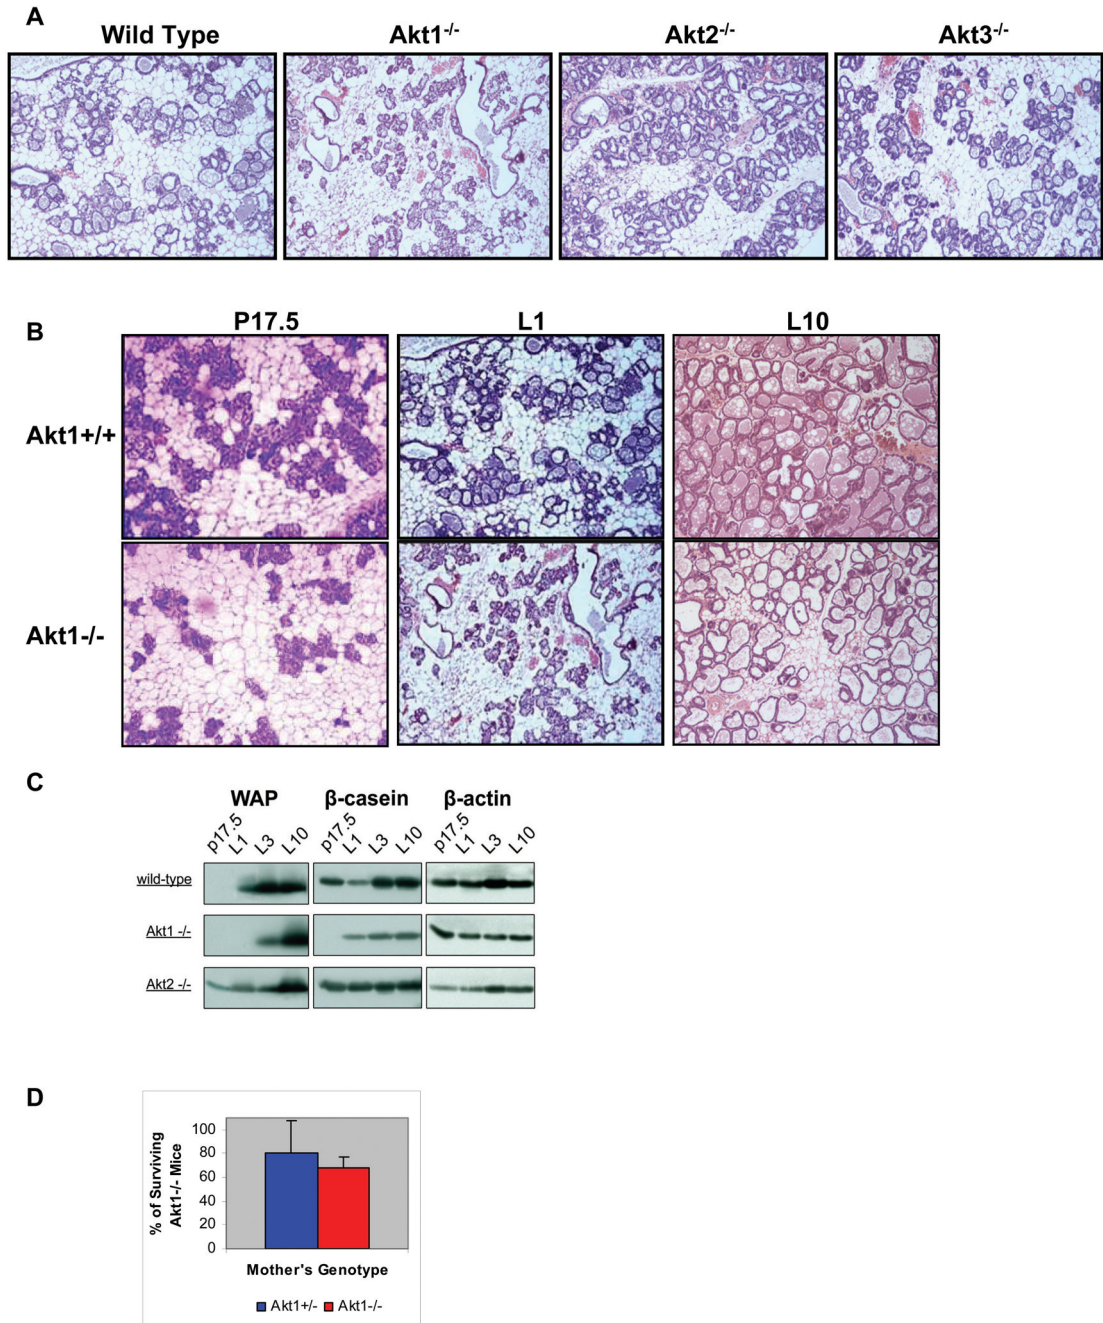 A
Wild Type Akt1-/- Akt2-/- Akt3-/-
B
P17.5 L1 L10
Akt1+/+
Akt1-/-
C
WAP β-casein β-actin
p17.5 L1 L3 L10 p17.5 L1 L3 L10 p17.5 L1 L3 L10
wild-type
Akt1 -/-
Akt2 -/-
D
% of Surviving
Akt1-/- Mice
100
80
60
40
20
0
Mother's Genotype
Akt1+/- Akt1-/-